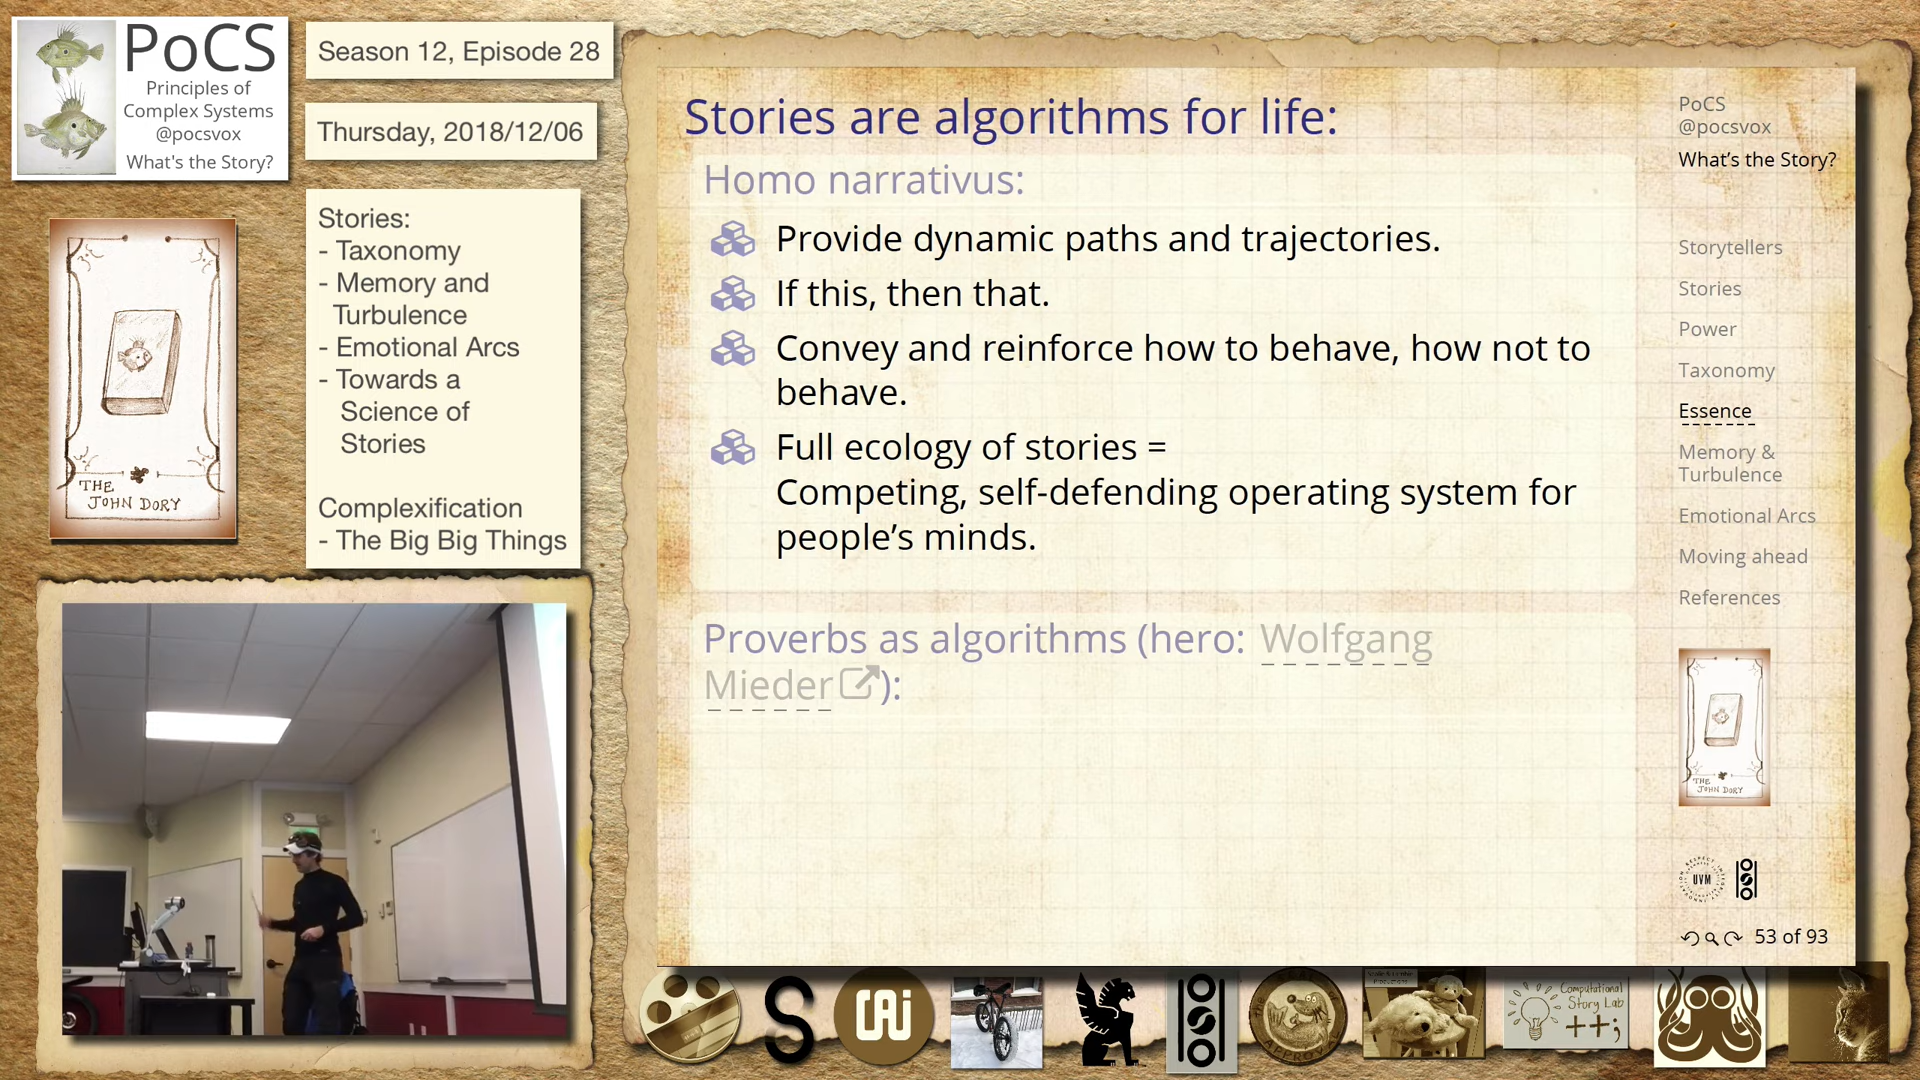 PoCS
Principles of
Complex Systems
@pocsvox
What's the Story?
Season 12, Episode 28
Thursday, 2018/12/06
Stories:
- Taxonomy
- Memory and
Turbulence
- Emotional Arcs
- Towards a
Science of
Stories
Complexification
- The Big Big Things
THE
JOHN DORY
Stories are algorithms for life:
Homo narrativus:
Provide dynamic paths and trajectories.
If this, then that.
Convey and reinforce how to behave, how not to
behave.
Full ecology of stories =
Competing, self-defending operating system for
people’s minds.
Proverbs as algorithms (hero: Wolfgang
Mieder):
PoCS
@pocsvox
What’s the Story?
Storytellers
Stories
Power
Taxonomy
Essence
Memory &
Turbulence
Emotional Arcs
Moving ahead
References
THE
JOHN DORY
UVM
53 of 93
Computational
Story Lab
++;